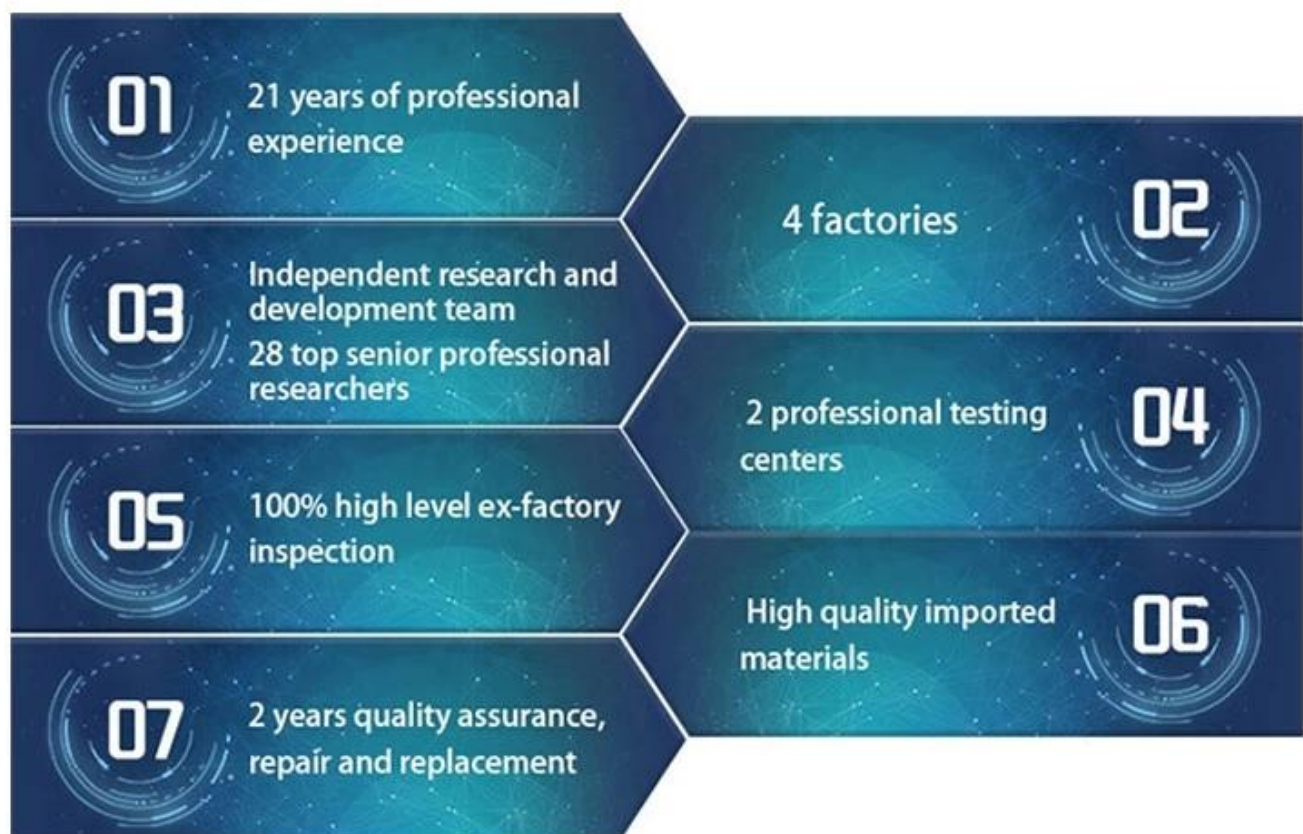 01
21 years of professional
experience
02
4 factories
03
Independent research and
development team
28 top senior professional
researchers
04
2 professional testing
centers
05
100% high level ex-factory
inspection
06
High quality imported
materials
07
2 years quality assurance,
repair and replacement